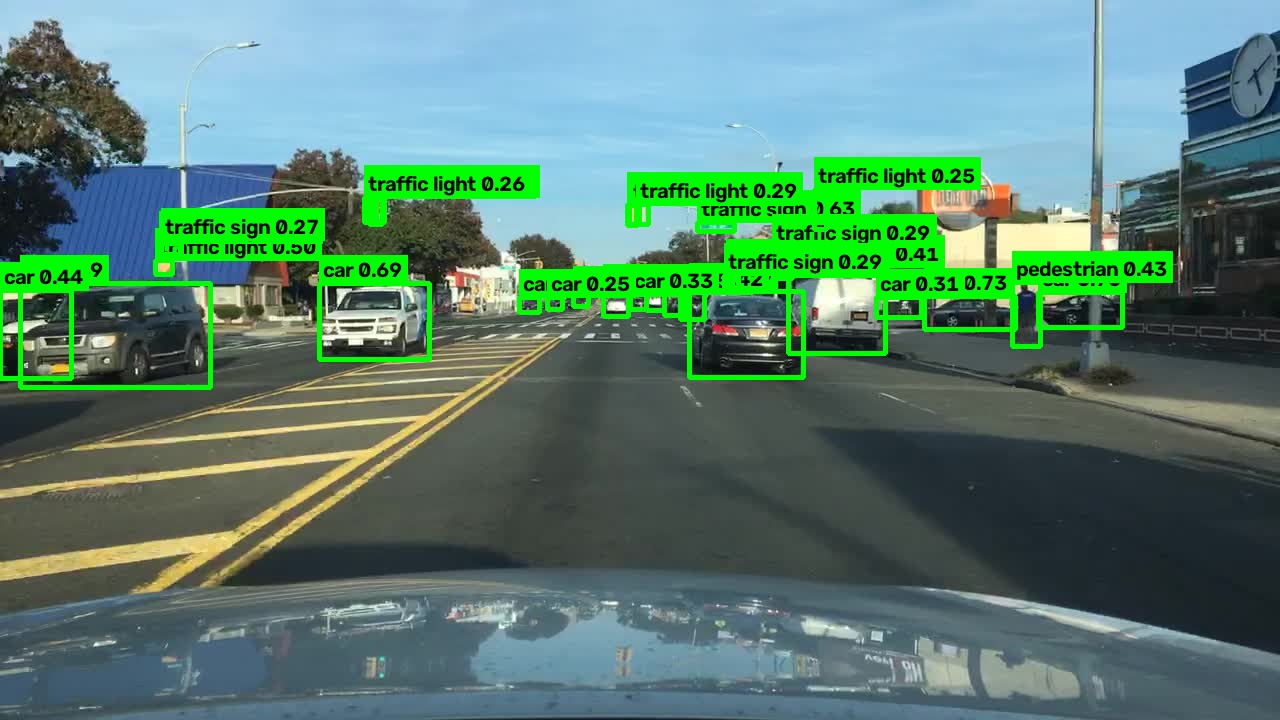 traffic light 0.25
traffic light 0.26
traffic light 0.29
traffic sign 0.63
traffic sign 0.27
traffic sign 0.29
traffic light 0.50
0.41
traffic sign 0.29
car 0.44
9
car 0.69
pedestrian 0.43
car 0.25
car 0.33
car 0.31
0.73